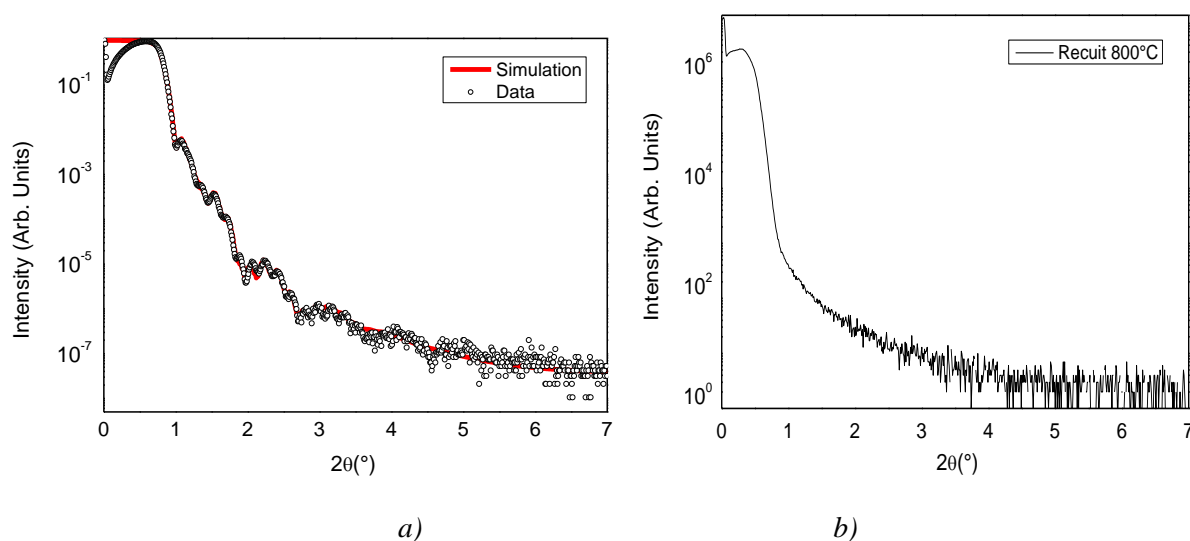 Intensity (Arb. Units)
10⁻¹
10⁻³
10⁻⁵
10⁻⁷
Simulation
Data
0 1 2 3 4 5 6 7
2θ(°)
a)
Intensity (Arb. Units)
10⁶
10⁴
10²
10⁰
Recuit 800°C
0 1 2 3 4 5 6 7
2θ(°)
b)